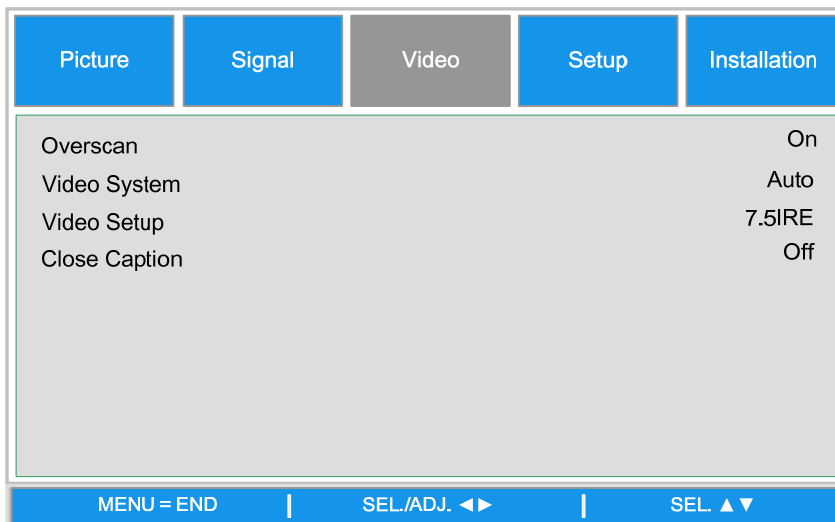 Picture Signal Video Setup Installation
Overscan On
Video System Auto
Video Setup 7.5IRE
Close Caption Off
MENU = END | SEL./ADJ. ◀▶ | SEL. ▲▼